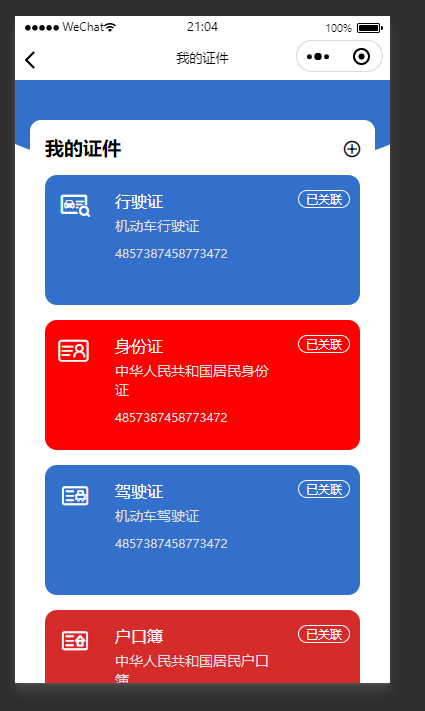 WeChat 21:04 100%
我的证件
我的证件
行驶证 已关联
机动车行驶证
4857387458773472
身份证 已关联
中华人民共和国居民身份
证
4857387458773472
驾驶证 已关联
机动车驾驶证
4857387458773472
户口簿 已关联
中华人民共和国居民户口
簿